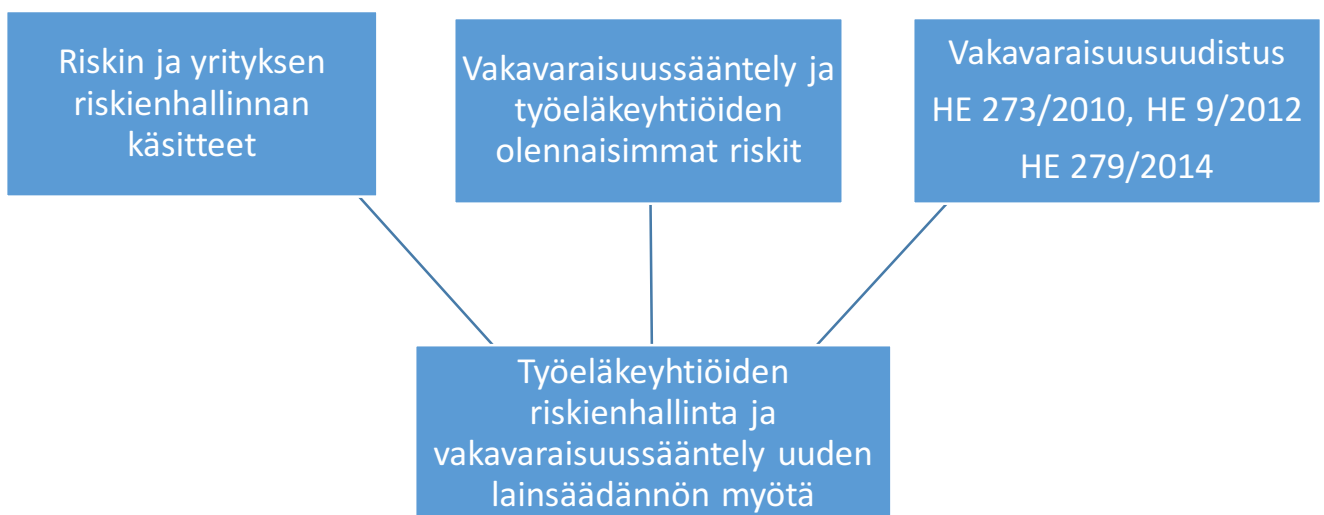 Riskin ja yrityksen
riskienhallinnan
käsitteet
Vakavaraisuussääntely ja
työeläkeyhtiöiden
olennaisimmat riskit
Vakavaraisuusuudistus
HE 273/2010, HE 9/2012
HE 279/2014
Työeläkeyhtiöiden
riskienhallinta ja
vakavaraisuussääntely uuden
lainsäädännön myötä